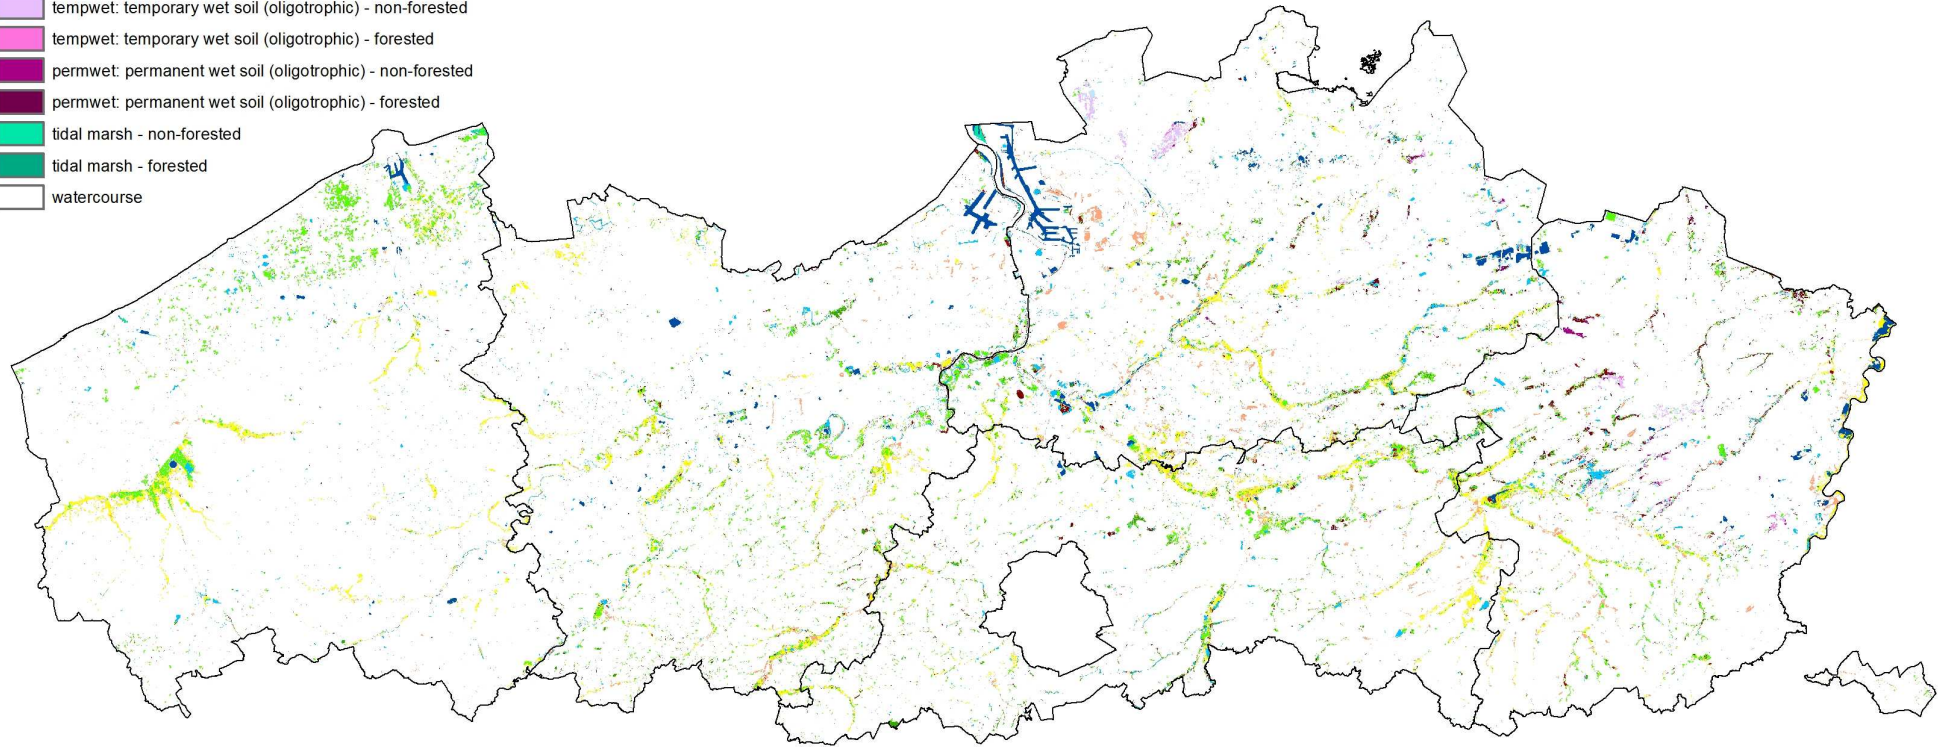 tempwet: temporary wet soil (oligotrophic) - non-forested
tempwet: temporary wet soil (oligotrophic) - forested
permwet: permanent wet soil (oligotrophic) - non-forested
permwet: permanent wet soil (oligotrophic) - forested
tidal marsh - non-forested
tidal marsh - forested
watercourse